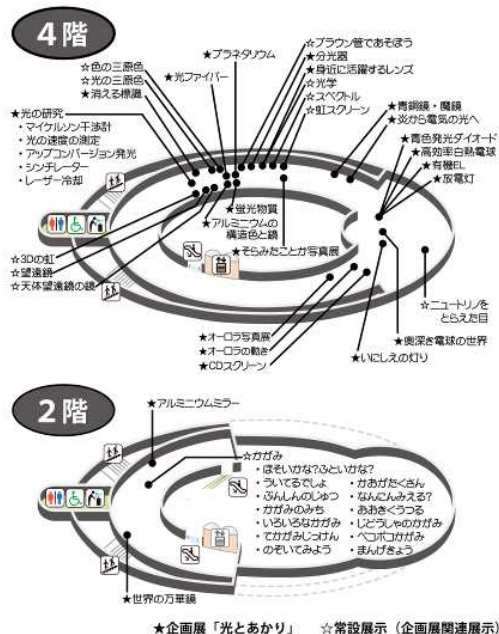 4階
★プラネタリウム
☆ブラウン管であそぼう
☆分光器
★身近に活躍するレンズ
☆光学
☆スペクトル
☆虹スクリーン
☆色の三原色
☆光の三原色
★消える標識
★光ファイバー
★青銅鏡・魔鏡
★炎から電気の光へ
★青色発光ダイオード
★高効率白熱電球
★有機EL
★放電灯
★光の研究
・マイケルソン干渉計
・光の速度の測定
・アップコンバージョン発光
・シンチレーター
・レーザー冷却
★蛍光物質
★アルミニウムの
構造色と鏡
★そらみたことか写真展
☆3Dの虹
☆望遠鏡
☆天体望遠鏡の鏡
☆ニュートリノを
とらえた目
★奥深き電球の世界
★いにしえの灯り
★オーロラ写真展
★オーロラの動き
★CDスクリーン
2階
★アルミニウムミラー
☆かがみ
・ほそいかな?ふといかな?
・ういてるでしょ
・ぶんしんのじゅつ
・かがみのみち
・いろいろなかがみ
・てかがみじっけん
・のぞいてみよう
・かおがたくさん
・なんにんみえる?
・おおきくうつる
・じどうしゃのかがみ
・ペコボコかがみ
・まんげきょう
★世界の万華鏡
★企画展「光とあかり」 ☆常設展示(企画展関連展示)